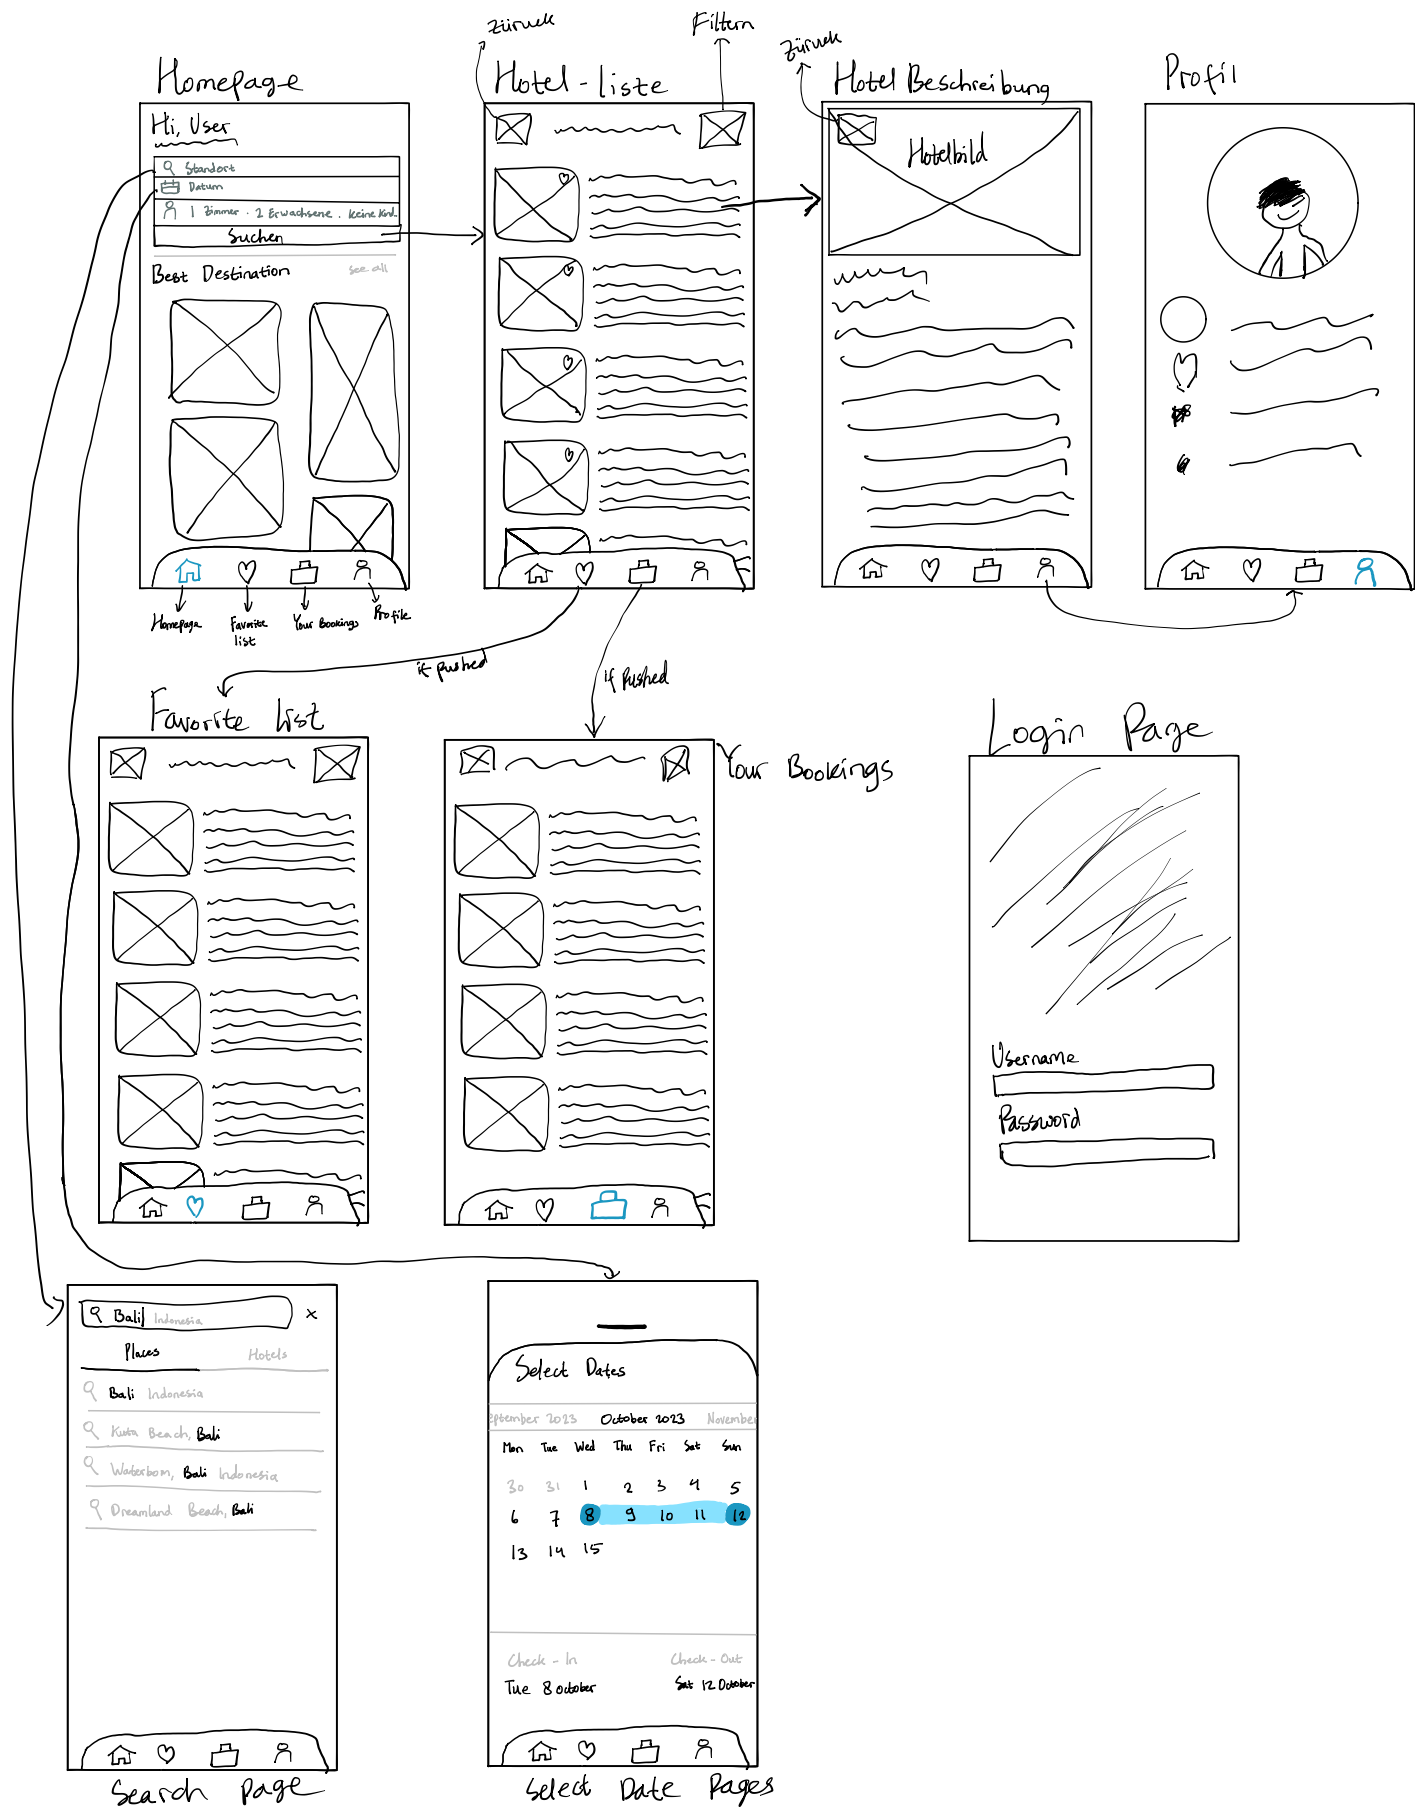 Zürück
Filtern
Zürück
Homepage
Hotel-liste
Hotel Beschreibung
Profil
Hi, User
Standort
Datum
1 Zimmer . 2 Erwachsene . Keine Kind.
Suchen
Best Destination
See all
Hotelbild
Homepage
Favorite
list
Your Bookings
Profile
if pushed
if Pushed
Favorite List
Your Bookings
Login Page
Username
Password
Bali Indonesia
x
Places
Hotels
Bali Indonesia
Kuta Beach, Bali
Waterbom, Bali Indonesia
Dreamland Beach, Bali
Search Page
Select Dates
eptember 2023 October 2023 November
Mon Tue Wed Thu Fri Sat Sun
30 31 1 2 3 4 5
6 7 8 9 10 11 12
13 14 15
Check-In
Check-Out
Tue 8 october
Sat 12 October
Select Date Pages